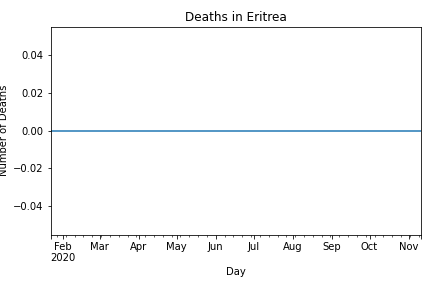 Deaths in Eritrea
Number of Deaths
0.04
0.02
0.00
−0.02
−0.04
Feb Mar Apr May Jun Jul Aug Sep Oct Nov
2020
Day